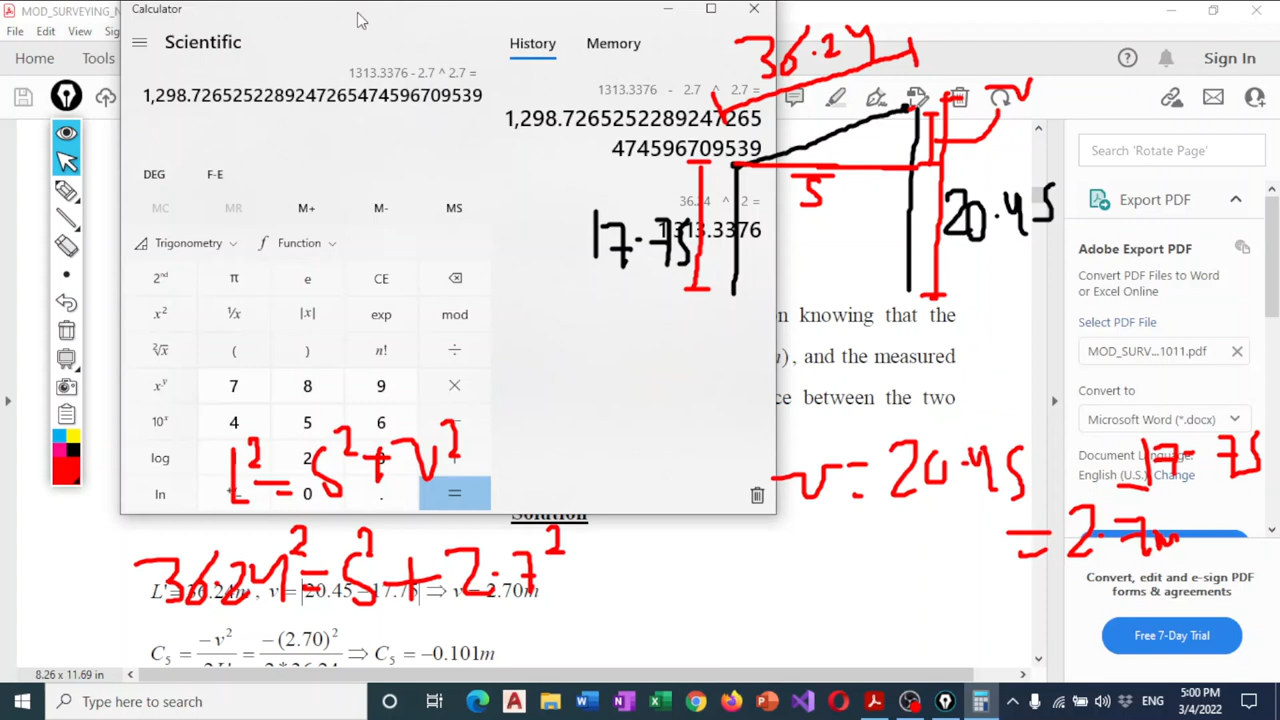 MOD_SURVEYING_N
Calculator
File Edit View
Home Tools
Sign In
Scientific
History Memory
1313.3376 - 2.7 ^ 2.7 =
1,298.7265252289247265474596709539
1313.3376 - 2.7 ^ 2.7 =
1,298.7265252289247265
474596709539
36.24 ^ 2 =
1313.3376
DEG F-E
MC MR M+ M- MS
Trigonometry Function
2nd π e CE
x² ⅟x |x| exp mod
²√x ( ) n! ÷
xʸ 7 8 9 ×
10ˣ 4 5 6 −
log 2 +
ln 0 . =
36.24
v
S
17.75
20.45
L² = S² + v²
v = 20.45 - 17.75
= 2.7m
36.24² = S² + 2.7²
n knowing that the
), and the measured
ce between the two
Solution
L' = 36.24m , v = |20.45 − 17.75| ⇒ v = 2.70m
C₅ = −v² = −(2.70)² ⇒ C₅ = −0.101m
8.26 x 11.69 in
Search 'Rotate Page'
Export PDF
Adobe Export PDF
Convert PDF Files to Word
or Excel Online
Select PDF File
MOD_SURV...1011.pdf
Convert to
Microsoft Word (*.docx)
Document Language:
English (U.S.) Change
Convert, edit and e-sign PDF
forms & agreements
Free 7-Day Trial
Type here to search
ENG
5:00 PM
3/4/2022